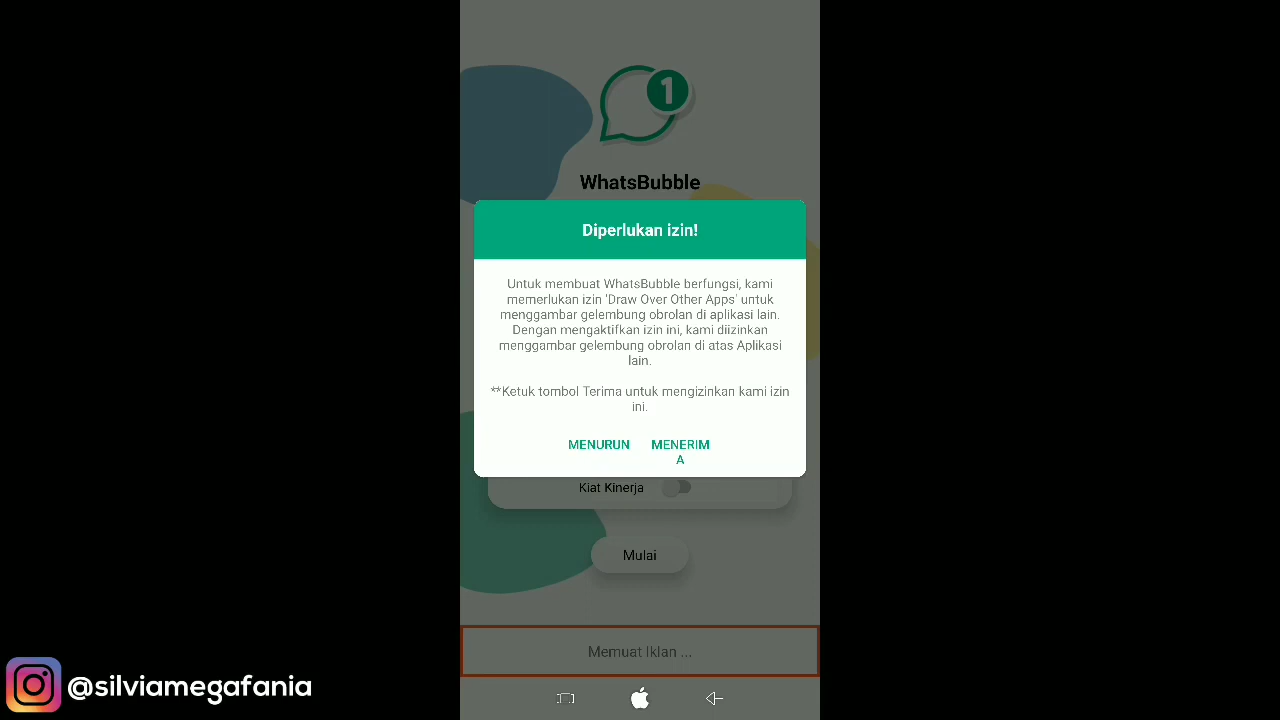 1
WhatsBubble
Diperlukan izin!
Untuk membuat WhatsBubble berfungsi, kami
memerlukan izin 'Draw Over Other Apps' untuk
menggambar gelembung obrolan di aplikasi lain.
Dengan mengaktifkan izin ini, kami diizinkan
menggambar gelembung obrolan di atas Aplikasi
lain.
**Ketuk tombol Terima untuk mengizinkan kami izin
ini.
MENURUN MENERIM
A
Kiat Kinerja
Mulai
Memuat Iklan ...
@silviamegafania